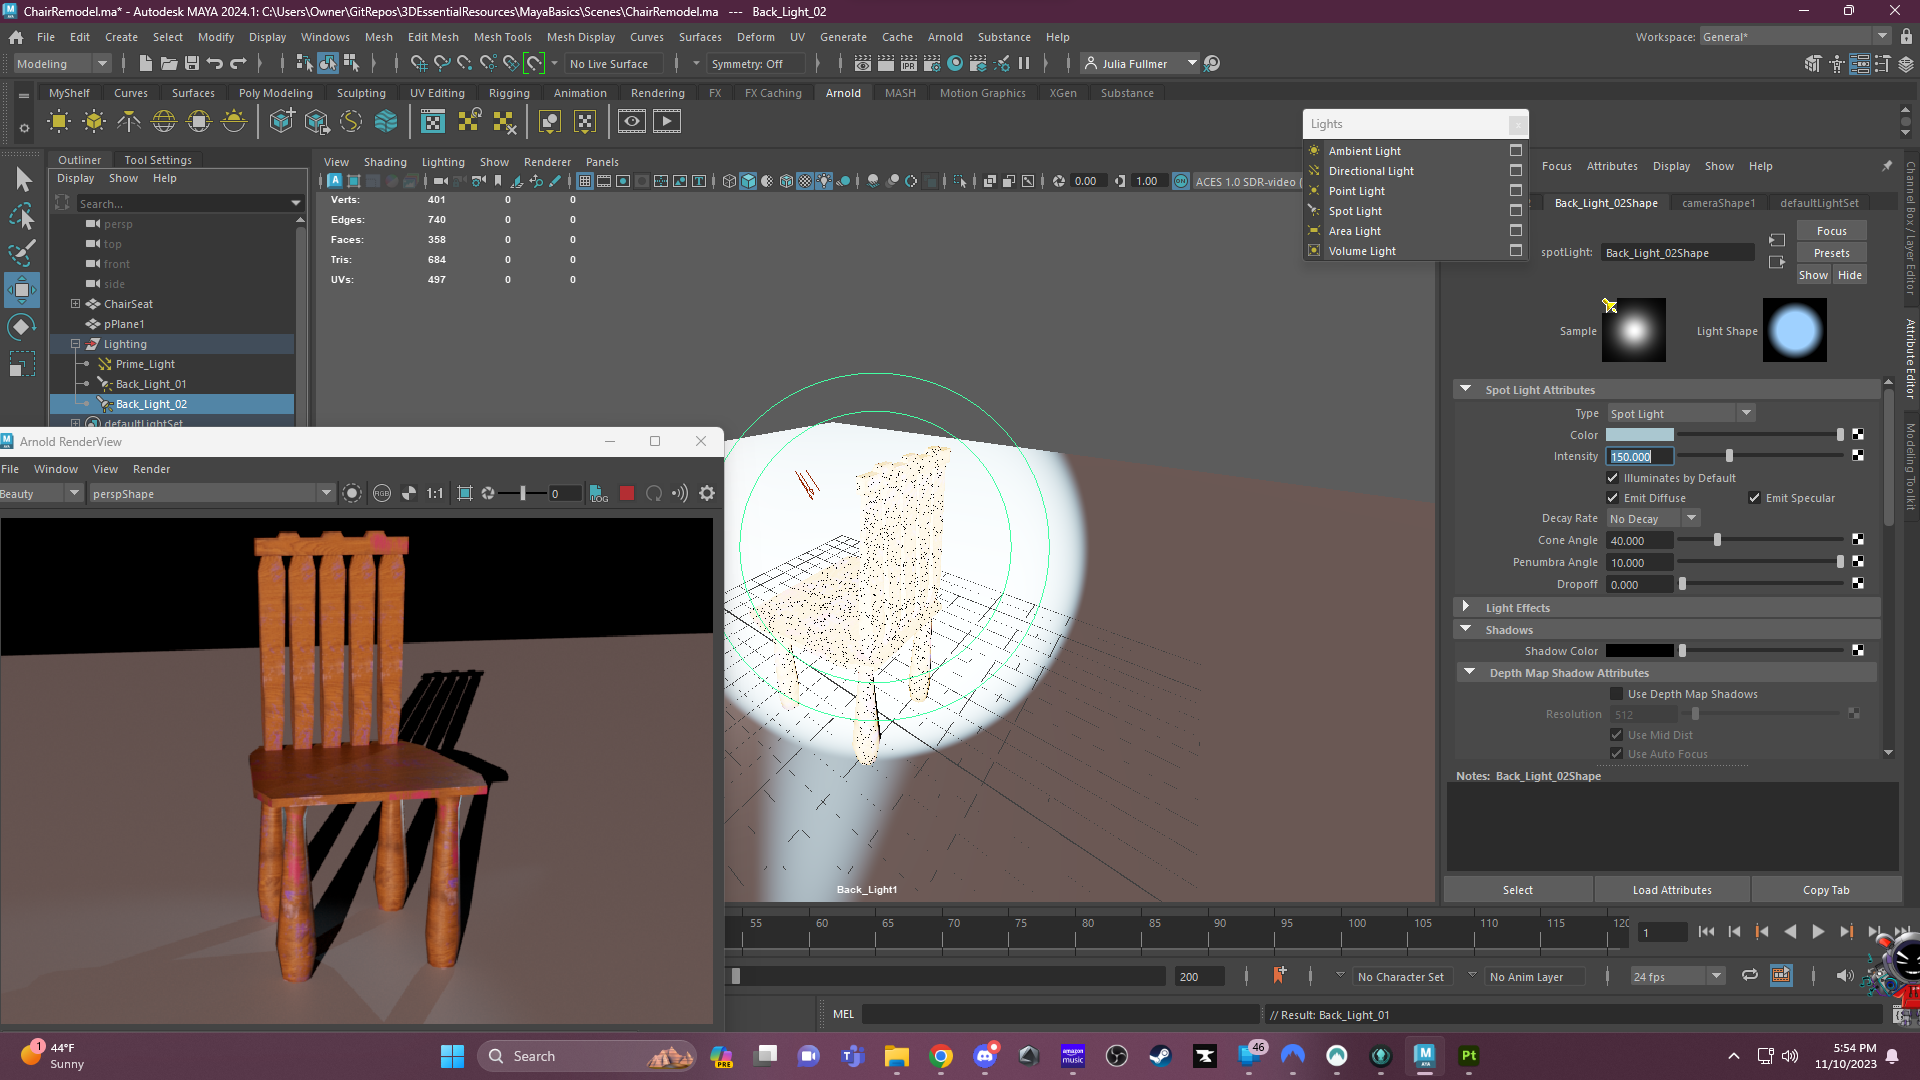 ChairRemodel.ma* - Autodesk MAYA 2024.1: C:\Users\Owner\GitRepos\3DEssentialResources\MayaBasics\Scenes\ChairRemodel.ma --- Back_Light_02
File Edit Create Select Modify Display Windows Mesh Edit Mesh Mesh Tools Mesh Display Curves Surfaces Deform UV Generate Cache Arnold Substance Help
Workspace: General*
Modeling No Live Surface Symmetry: Off Julia Fullmer
MyShelf Curves Surfaces Poly Modeling Sculpting UV Editing Rigging Animation Rendering FX FX Caching Arnold MASH Motion Graphics XGen Substance
Lights
Ambient Light
Directional Light
Point Light
Spot Light
Area Light
Volume Light
Outliner Tool Settings
Display Show Help
Search...
persp
top
front
side
ChairSeat
pPlane1
Lighting
Prime_Light
Back_Light_01
Back_Light_02
defaultLightSet
View Shading Lighting Show Renderer Panels
0.00 1.00 ACES 1.0 SDR-video (
Verts: 401 0 0
Edges: 740 0 0
Faces: 358 0 0
Tris: 684 0 0
UVs: 497 0 0
Back_Light1
Arnold RenderView
File Window View Render
Beauty perspShape 1:1 0 LOG
Focus Attributes Display Show Help
Back_Light_02Shape cameraShape1 defaultLightSet
spotLight: Back_Light_02Shape
Focus
Presets
Show Hide
Sample Light Shape
Spot Light Attributes
Type Spot Light
Color
Intensity 150.000
Illuminates by Default
Emit Diffuse Emit Specular
Decay Rate No Decay
Cone Angle 40.000
Penumbra Angle 10.000
Dropoff 0.000
Light Effects
Shadows
Shadow Color
Depth Map Shadow Attributes
Use Depth Map Shadows
Resolution 512
Use Mid Dist
Use Auto Focus
Notes: Back_Light_02Shape
Select Load Attributes Copy Tab
Channel Box / Layer Editor
Attribute Editor
Modeling Toolkit
55 60 65 70 75 80 85 90 95 100 105 110 115 120
1
200 No Character Set No Anim Layer 24 fps
MEL // Result: Back_Light_01
1
44°F
Sunny
Search
PRE
amazon music
46
Pt
5:54 PM
11/10/2023